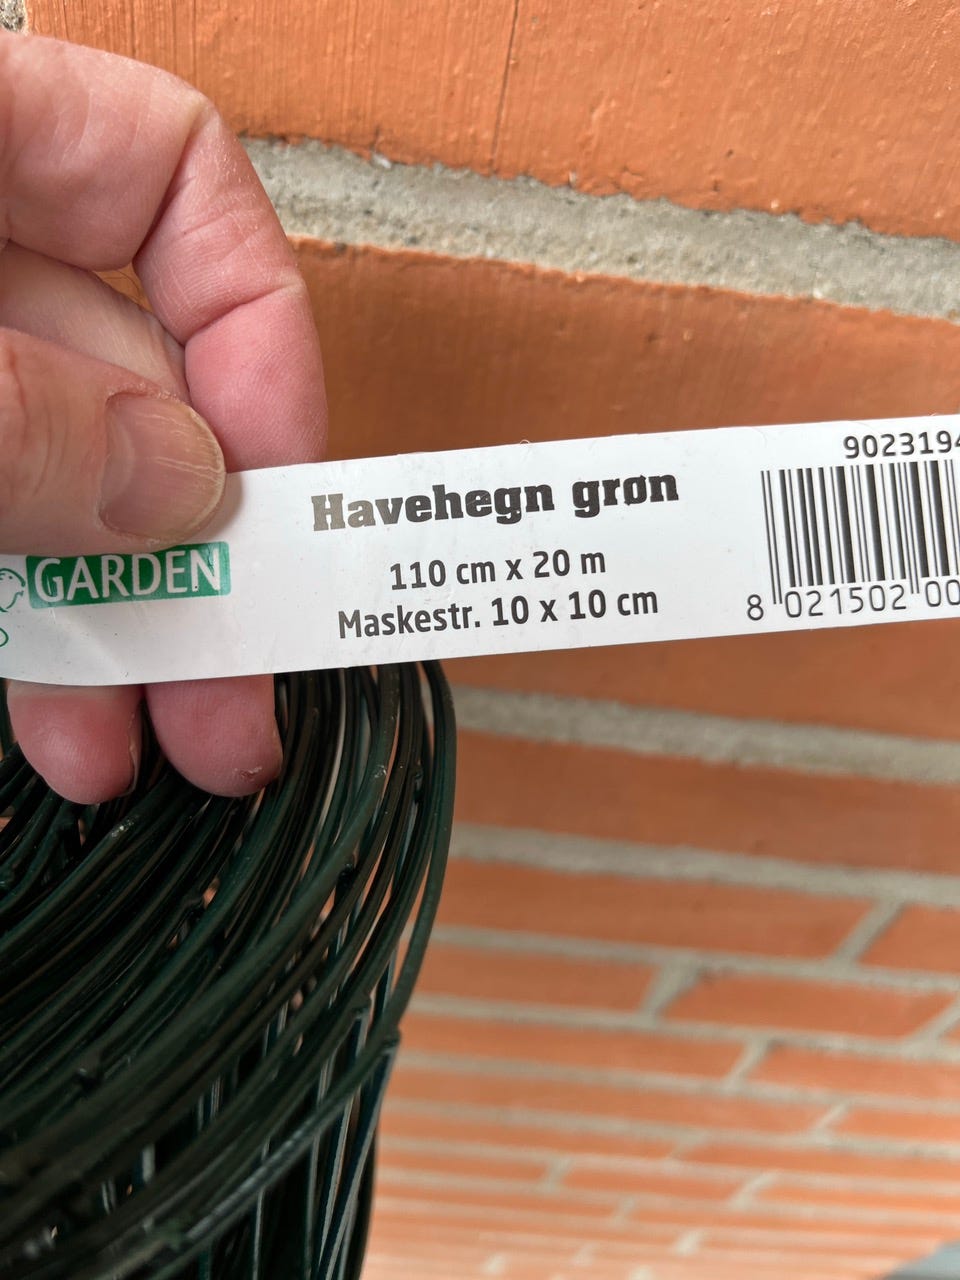 GARDEN
Havehegn grøn
110 cm x 20 m
Maskestr. 10 x 10 cm
9023194
8 021502 00